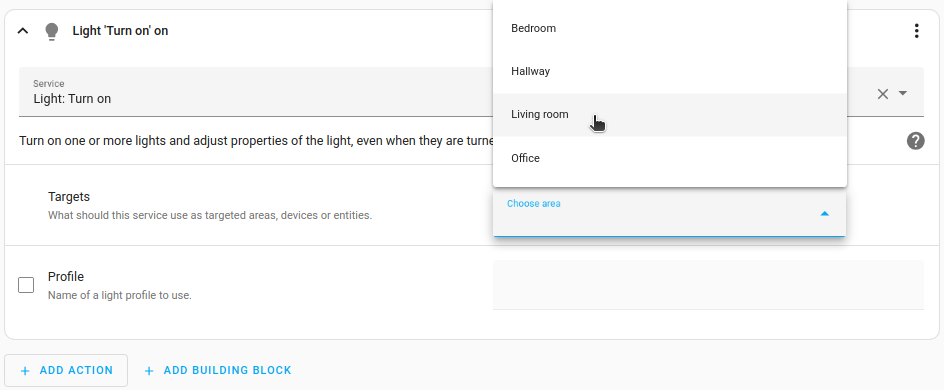 Light 'Turn on' on
Bedroom
Hallway
Living room
Office
Service
Light: Turn on
Turn on one or more lights and adjust properties of the light, even when they are turne
Targets
What should this service use as targeted areas, devices or entities.
Choose area
Profile
Name of a light profile to use.
+ ADD ACTION
+ ADD BUILDING BLOCK